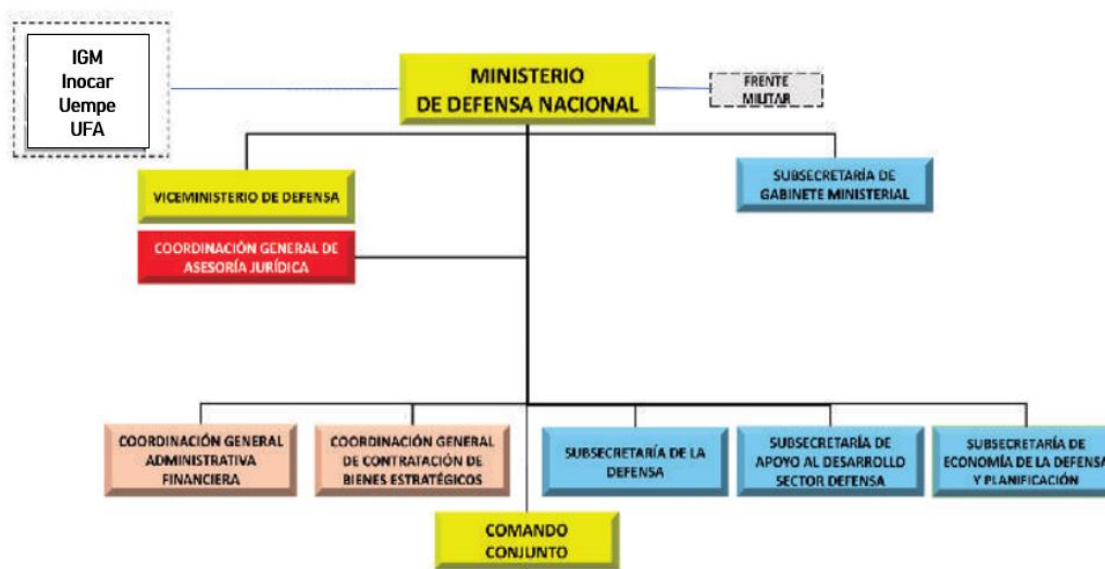 IGM
Inocar
Uempe
UFA
MINISTERIO
DE DEFENSA NACIONAL
FRENTE
MILITAR
VICEMINISTERIO DE DEFENSA
SUBSECRETARÍA DE
GABINETE MINISTERIAL
COORDINACIÓN GENERAL DE
ASESORÍA JURÍDICA
COORDINACIÓN GENERAL
ADMINISTRATIVA
FINANCIERA
COORDINACIÓN GENERAL
DE CONTRATACIÓN DE
BIENES ESTRATÉGICOS
SUBSECRETARÍA DE LA
DEFENSA
SUBSECRETARÍA DE
APOYO AL DESARROLLO
SECTOR DEFENSA
SUBSECRETARÍA DE
ECONOMÍA DE LA DEFENSA
Y PLANIFICACIÓN
COMANDO
CONJUNTO